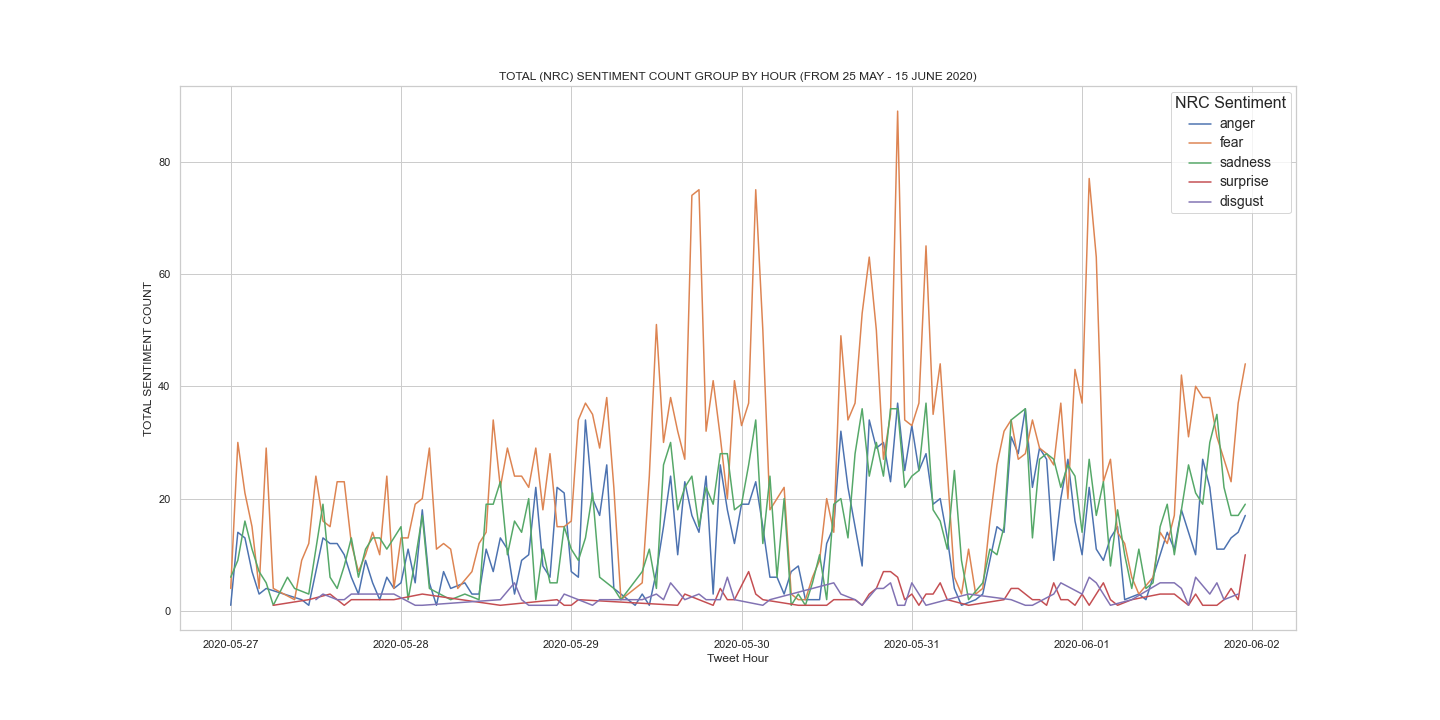 TOTAL (NRC) SENTIMENT COUNT GROUP BY HOUR (FROM 25 MAY - 15 JUNE 2020)
NRC Sentiment
anger
fear
sadness
surprise
disgust
TOTAL SENTIMENT COUNT
80
60
40
20
0
2020-05-27 2020-05-28 2020-05-29 2020-05-30 2020-05-31 2020-06-01 2020-06-02
Tweet Hour